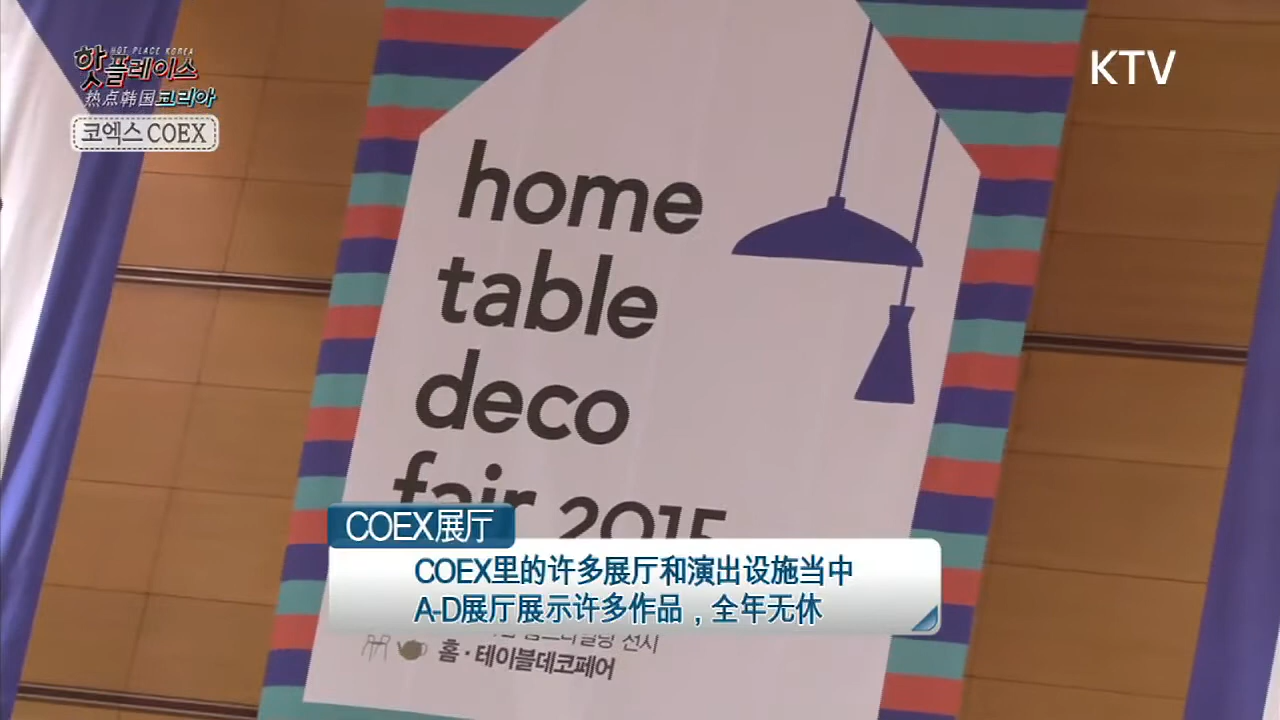 HOT PLACE KOREA
핫플레이스
热点韩国코리아
코엑스 COEX
KTV
home
table
deco
fair 2015
COEX展厅
COEX里的许多展厅和演出设施当中
A-D展厅展示许多作品，全年无休
전시
홈·테이블데코페어